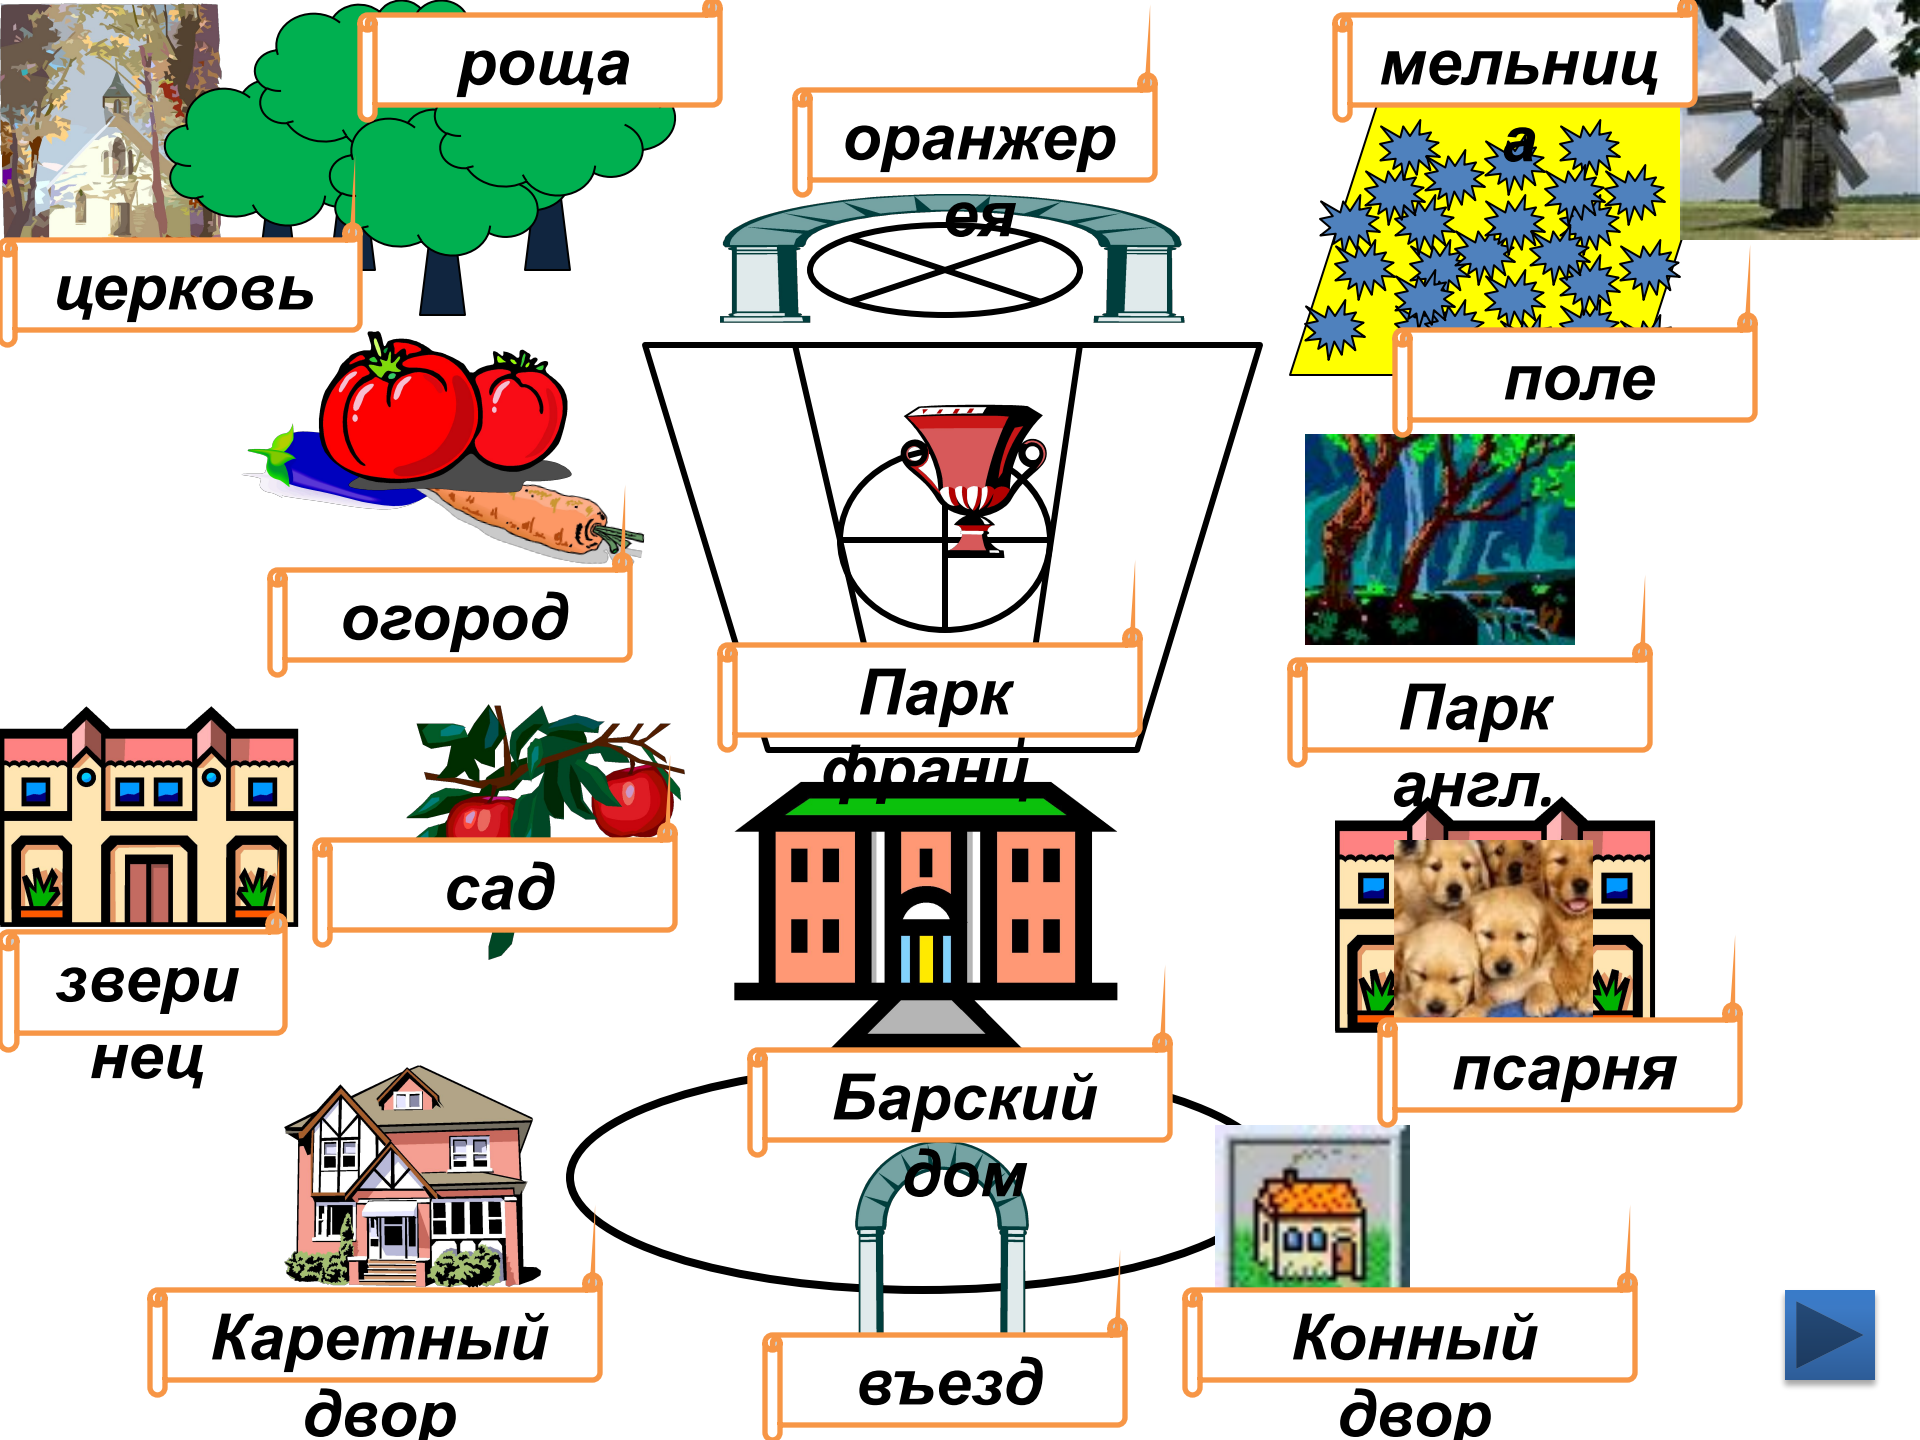 роща
мельниц
а
оранжер
ея
церковь
поле
огород
Парк
франц
Парк
англ.
сад
звери
нец
псарня
Барский
дом
Каретный
двор
въезд
Конный
двор